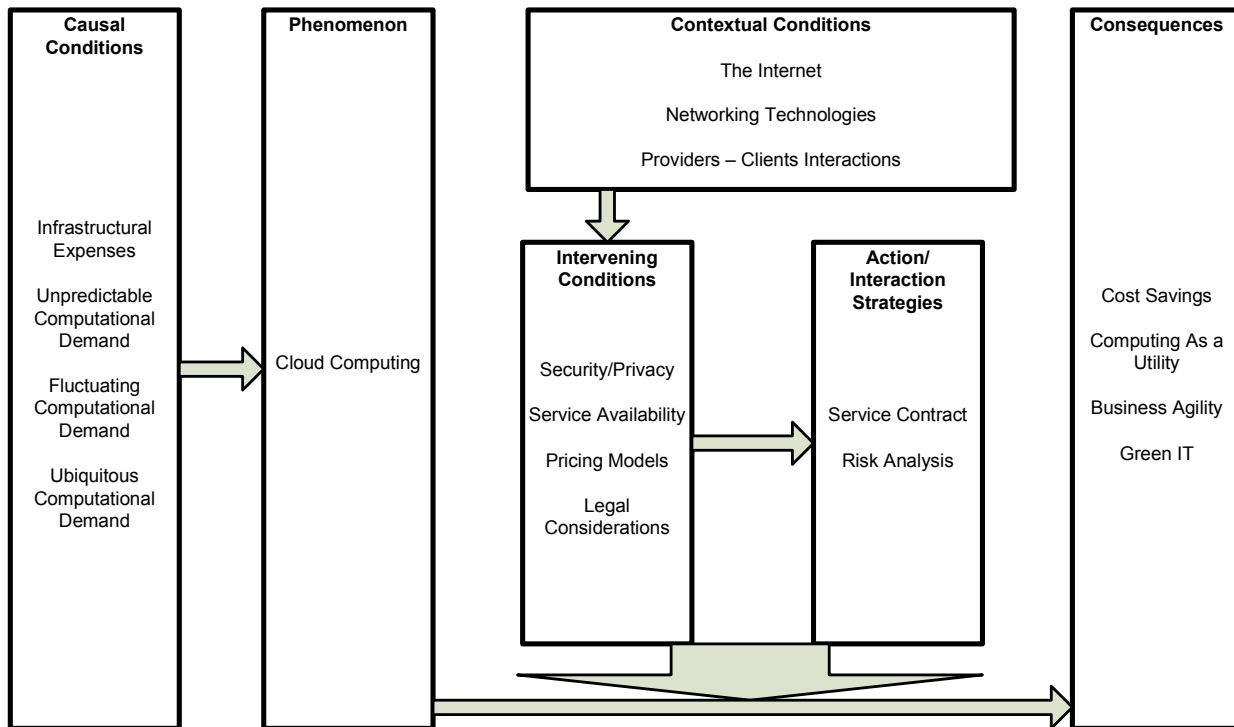 Causal
Conditions
Infrastructural
Expenses
Unpredictable
Computational
Demand
Fluctuating
Computational
Demand
Ubiquitous
Computational
Demand
Phenomenon
Cloud Computing
Contextual Conditions
The Internet
Networking Technologies
Providers – Clients Interactions
Intervening
Conditions
Security/Privacy
Service Availability
Pricing Models
Legal
Considerations
Action/
Interaction
Strategies
Service Contract
Risk Analysis
Consequences
Cost Savings
Computing As a
Utility
Business Agility
Green IT